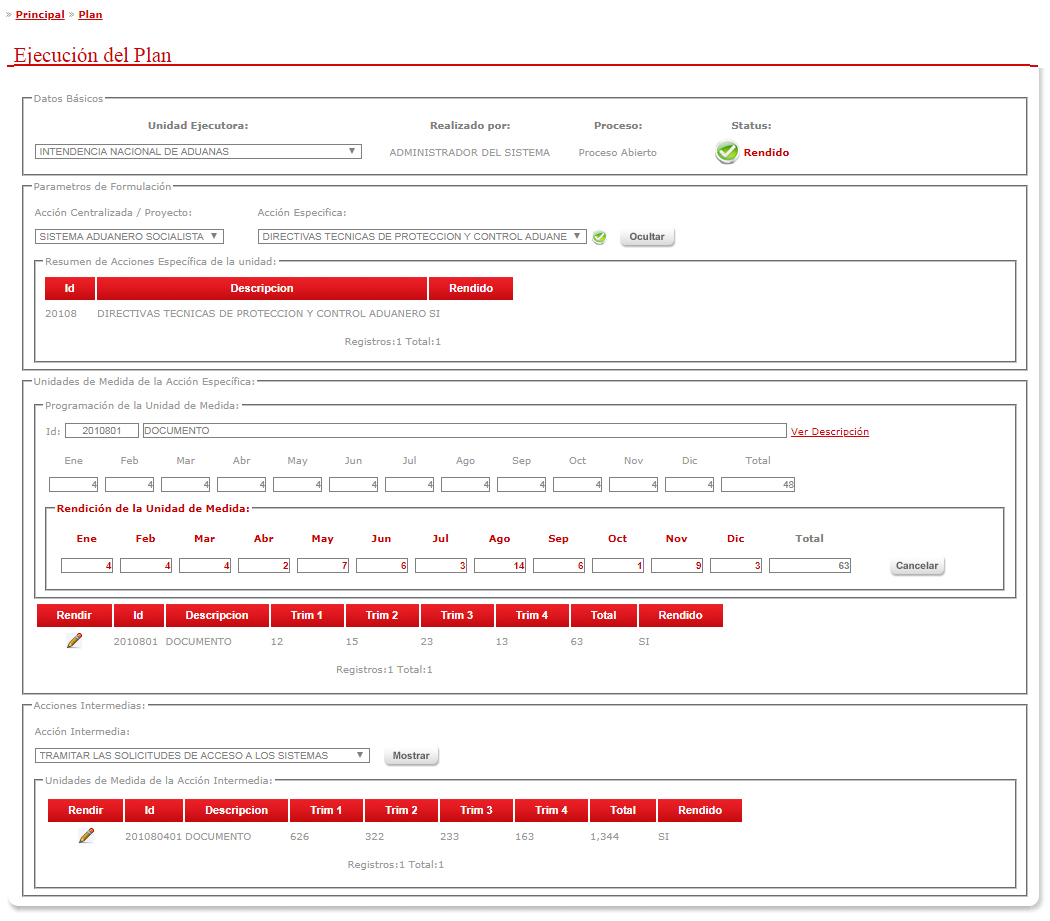 » Principal » Plan
Ejecución del Plan
Datos Básicos
Unidad Ejecutora: Realizado por: Proceso: Status:
INTENDENCIA NACIONAL DE ADUANAS ADMINISTRADOR DEL SISTEMA Proceso Abierto Rendido
Parametros de Formulación
Acción Centralizada / Proyecto: Acción Especifica:
SISTEMA ADUANERO SOCIALISTA DIRECTIVAS TECNICAS DE PROTECCION Y CONTROL ADUANE Ocultar
Resumen de Acciones Específica de la unidad:
Id Descripcion Rendido
20108 DIRECTIVAS TECNICAS DE PROTECCION Y CONTROL ADUANERO SI
Registros:1 Total:1
Unidades de Medida de la Acción Específica:
Programación de la Unidad de Medida:
Id: 2010801 DOCUMENTO Ver Descripción
Ene Feb Mar Abr May Jun Jul Ago Sep Oct Nov Dic Total
4 4 4 4 4 4 4 4 4 4 4 4 48
Rendición de la Unidad de Medida:
Ene Feb Mar Abr May Jun Jul Ago Sep Oct Nov Dic Total
4 4 4 2 7 6 3 14 6 1 9 3 63 Cancelar
Rendir Id Descripcion Trim 1 Trim 2 Trim 3 Trim 4 Total Rendido
2010801 DOCUMENTO 12 15 23 13 63 SI
Registros:1 Total:1
Acciones Intermedias:
Acción Intermedia:
TRAMITAR LAS SOLICITUDES DE ACCESO A LOS SISTEMAS Mostrar
Unidades de Medida de la Acción Intermedia:
Rendir Id Descripcion Trim 1 Trim 2 Trim 3 Trim 4 Total Rendido
201080401 DOCUMENTO 626 322 233 163 1,344 SI
Registros:1 Total:1